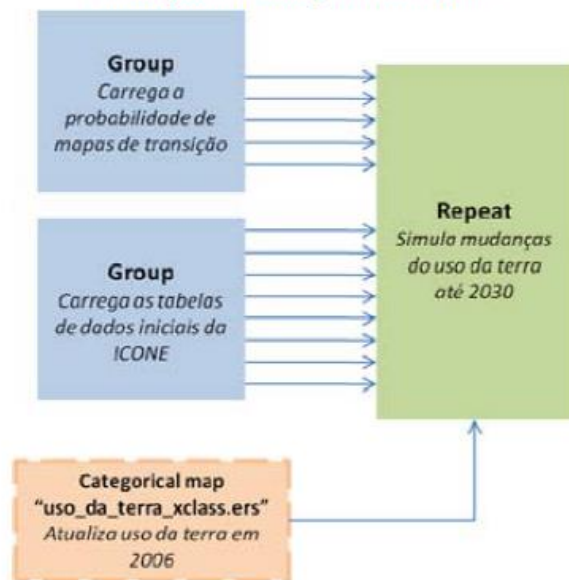 Group
Carrega a
probabilidade de
mapas de transição
Group
Carrega as tabelas
de dados iniciais da
ICONE
Repeat
Simula mudanças
do uso da terra
até 2030
Categorical map
“uso_da_terra_xclass.ers”
Atualiza uso da terra em
2006